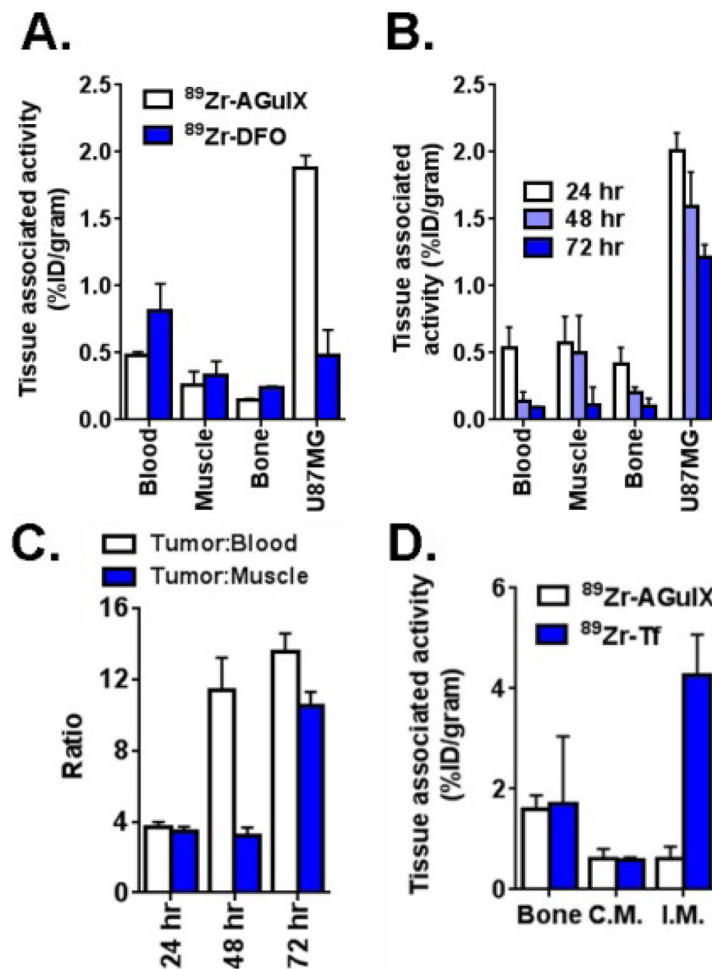 A.
⁸⁹Zr-AGuIX
⁸⁹Zr-DFO
Tissue associated activity
(%ID/gram)
2.5
2.0
1.5
1.0
0.5
0.0
Blood
Muscle
Bone
U87MG
B.
24 hr
48 hr
72 hr
Tissue associated
activity (%ID/gram)
2.5
2.0
1.5
1.0
0.5
0.0
Blood
Muscle
Bone
U87MG
C.
Tumor:Blood
Tumor:Muscle
Ratio
16
12
8
4
0
24 hr
48 hr
72 hr
D.
⁸⁹Zr-AGuIX
⁸⁹Zr-Tf
Tissue associated activity
(%ID/gram)
6
4
2
0
Bone C.M. I.M.